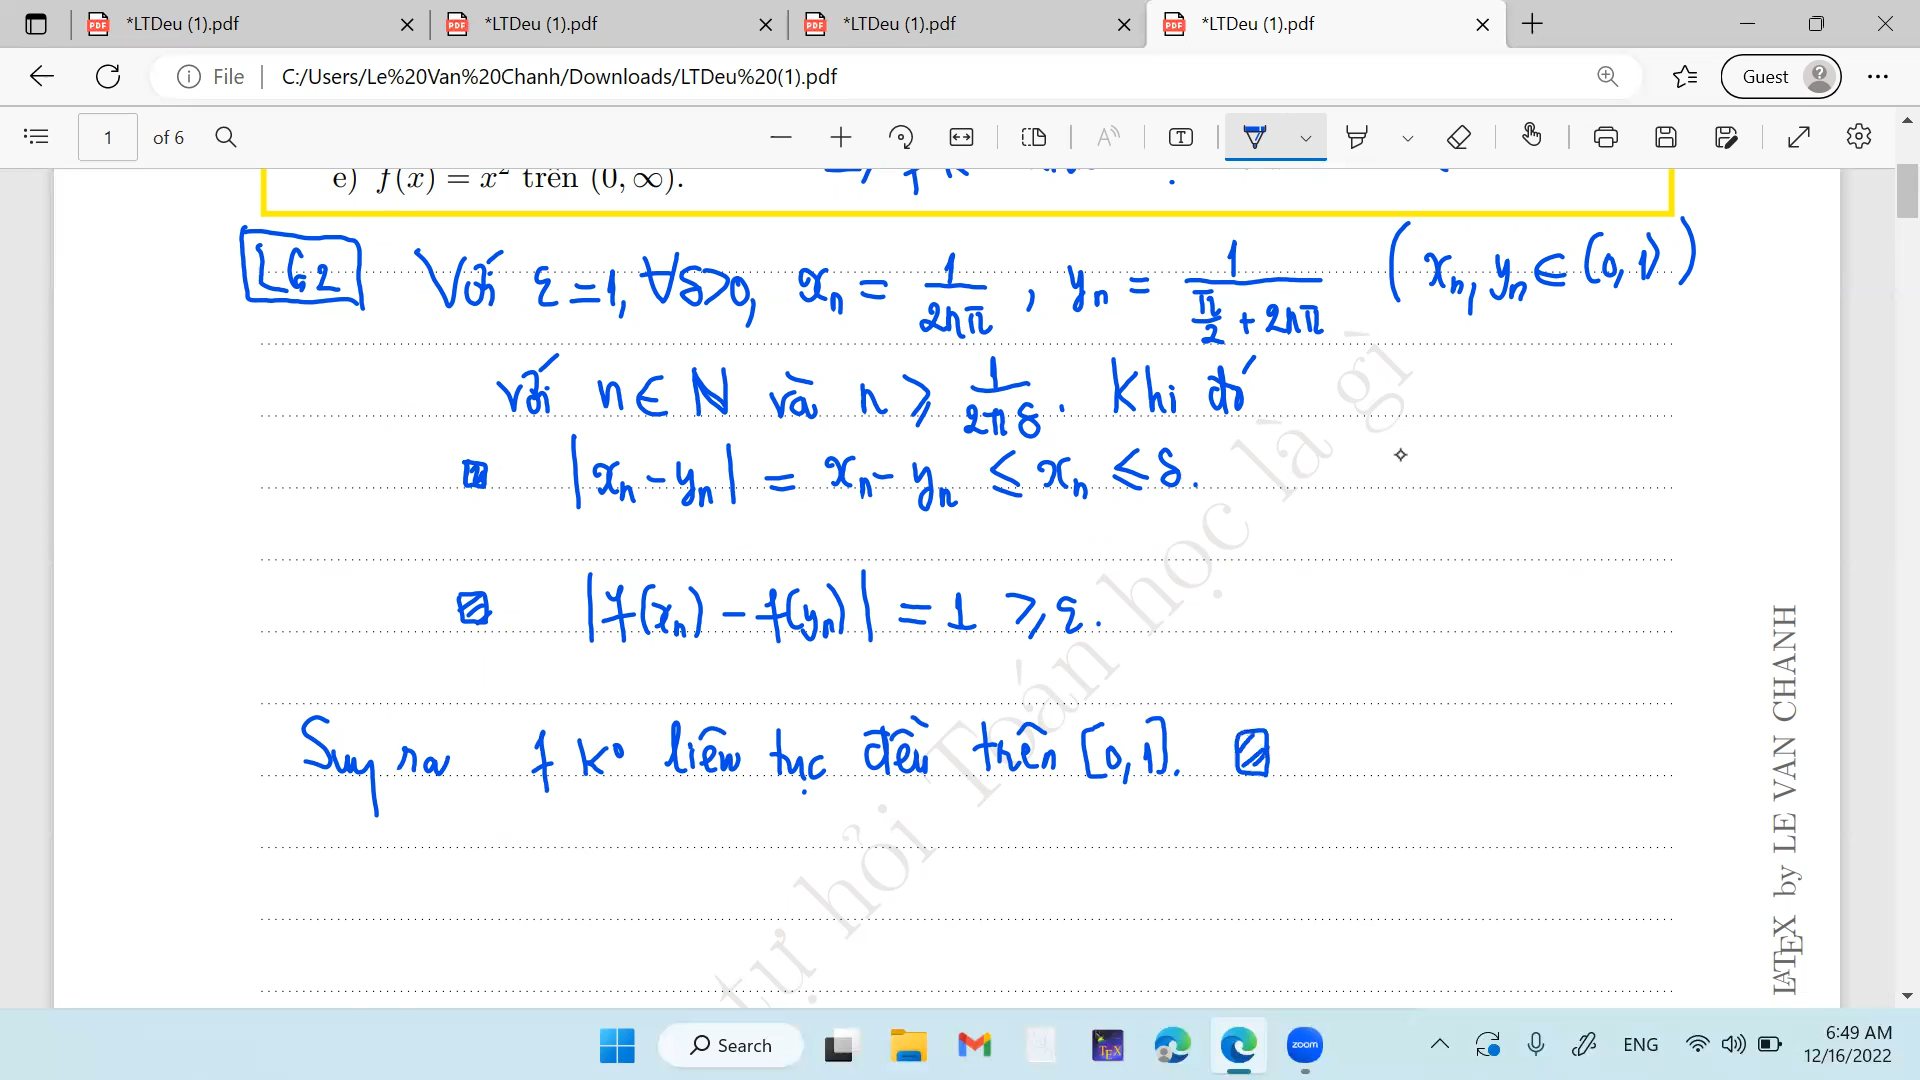 *LTDeu (1).pdf *LTDeu (1).pdf *LTDeu (1).pdf *LTDeu (1).pdf
File C:/Users/Le%20Van%20Chanh/Downloads/LTDeu%20(1).pdf Guest
1 of 6
e) f(x) = x² trên (0, ∞).
LG2 Với ε = 1, ∀δ>0, xₙ = 1/(2nπ), yₙ = 1/(π/2 + 2nπ) (xₙ, yₙ ∈ (0,1))
với n ∈ ℕ và n ⩾ 1/(2πδ). Khi đó
|xₙ - yₙ| = xₙ - yₙ ≤ xₙ ≤ δ.
|f(xₙ) - f(yₙ)| = 1 ⩾ ε.
Suy ra f ko liên tục đều trên [0,1].
tự hỏi Toán học là gì
LATEX by LE VAN CHANH
Search
TEX
zoom
ENG
6:49 AM
12/16/2022